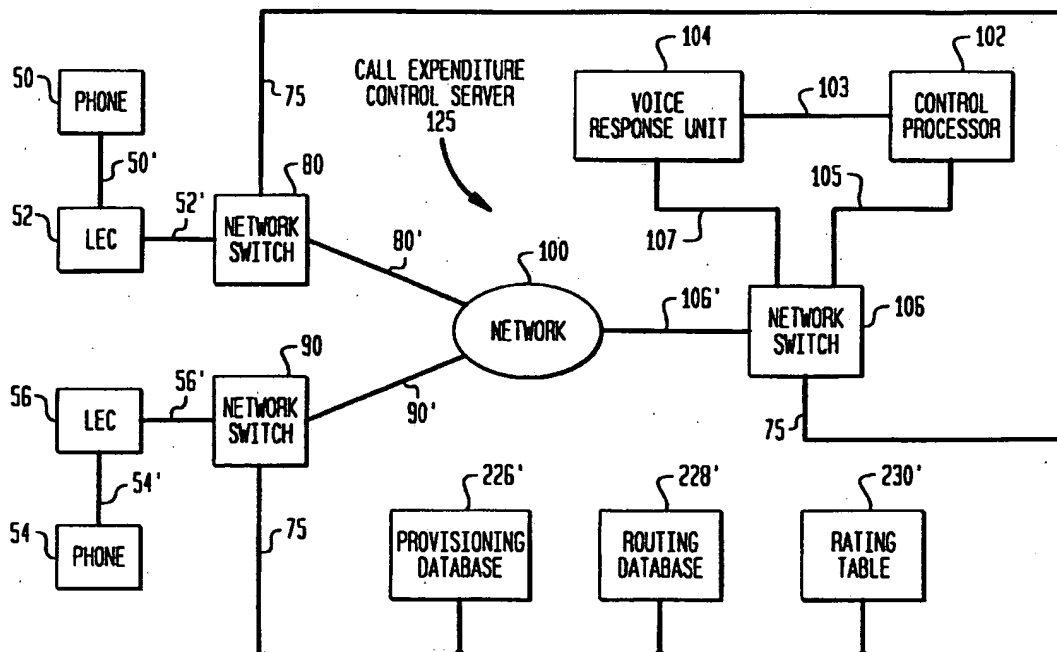 104
102
50
PHONE
75
CALL EXPENDITURE
CONTROL SERVER
125
VOICE
RESPONSE UNIT
103
CONTROL
PROCESSOR
50'
80
52
LEC
52'
NETWORK
SWITCH
80'
107
105
100
NETWORK
106'
NETWORK
SWITCH
106
90
56
LEC
56'
NETWORK
SWITCH
90'
75
54'
75
226'
228'
230'
54
PHONE
PROVISIONING
DATABASE
ROUTING
DATABASE
RATING
TABLE